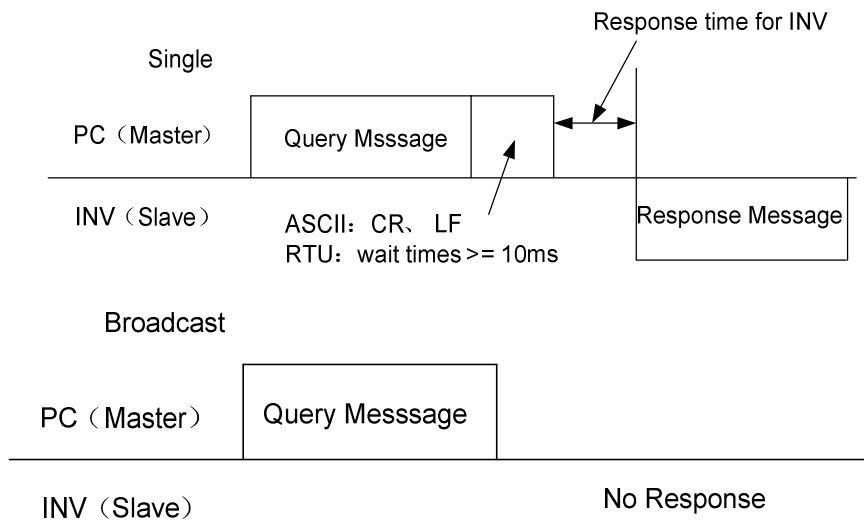 Response time for INV
Single
PC（Master）
Query Msssage
INV（Slave）
ASCII：CR、 LF
RTU：wait times >= 10ms
Response Message
Broadcast
PC（Master）
Query Messsage
INV（Slave）
No Response